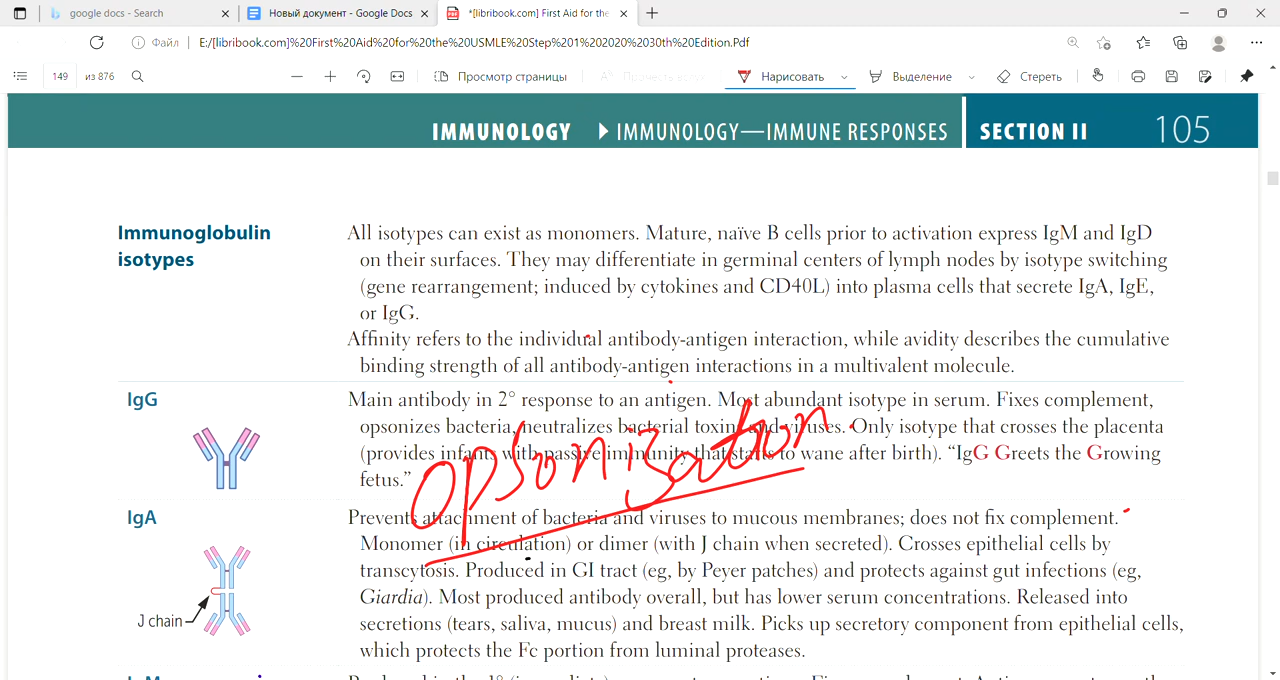 google docs - Search
Новый документ - Google Docs
*[libribook.com] First Aid for the
Файл
E:/[libribook.com]%20First%20Aid%20for%20the%20USMLE%20Step%201%202020%2030th%20Edition.Pdf
149 из 876
Просмотр страницы
Нарисовать
Выделение
Стереть
IMMUNOLOGY ▶ IMMUNOLOGY—IMMUNE RESPONSES SECTION II 105
Immunoglobulin
isotypes
All isotypes can exist as monomers. Mature, naïve B cells prior to activation express IgM and IgD
on their surfaces. They may differentiate in germinal centers of lymph nodes by isotype switching
(gene rearrangement; induced by cytokines and CD40L) into plasma cells that secrete IgA, IgE,
or IgG.
Affinity refers to the individual antibody-antigen interaction, while avidity describes the cumulative
binding strength of all antibody-antigen interactions in a multivalent molecule.
IgG
Main antibody in 2° response to an antigen. Most abundant isotype in serum. Fixes complement,
opsonizes bacteria, neutralizes bacterial toxins and viruses. Only isotype that crosses the placenta
(provides infants with passive immunity that starts to wane after birth). “IgG Greets the Growing
fetus.”
opsonization
IgA
J chain
Prevents attachment of bacteria and viruses to mucous membranes; does not fix complement.
Monomer (in circulation) or dimer (with J chain when secreted). Crosses epithelial cells by
transcytosis. Produced in GI tract (eg, by Peyer patches) and protects against gut infections (eg,
Giardia). Most produced antibody overall, but has lower serum concentrations. Released into
secretions (tears, saliva, mucus) and breast milk. Picks up secretory component from epithelial cells,
which protects the Fc portion from luminal proteases.